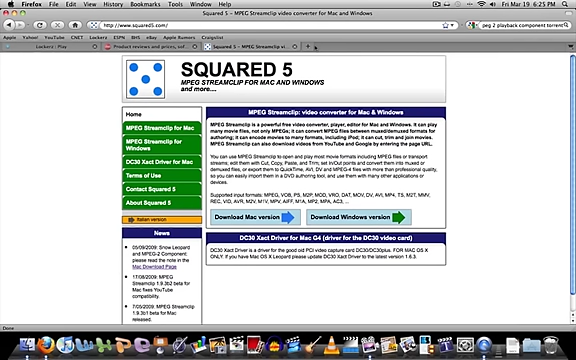 Firefox File Edit View History Bookmarks Tools Window Help
Fri Mar 19 6:25 PM
Squared 5 – MPEG Streamclip video converter for Mac and Windows
http://www.squared5.com/
peg 2 playback component torrent
Apple Yahoo! YouTube CNET Lockerz ESPN BHS Ebay Apple Rumors Craigslist
Lockerz | Play
Product reviews and prices, sof...
Squared 5 – MPEG Streamclip vi...
SQUARED 5
MPEG STREAMCLIP FOR MAC AND WINDOWS
and more....
Home
MPEG Streamclip for Mac
MPEG Streamclip for
Windows
DC30 Xact Driver for Mac
Terms of Use
Contact Squared 5
About Squared 5
Italian version
News
05/09/2009: Snow Leopard
and MPEG-2 Component:
please read the note in the
Mac Download Page
17/08/2009: MPEG
Streamclip 1.9.3b2 beta for
Mac fixes YouTube
compatibility.
7/05/2009: MPEG
Streamclip 1.9.3b1 beta for
Mac released.
MPEG Streamclip: video converter for Mac & Windows
MPEG Streamclip is a powerful free video converter, player, editor for Mac and Windows. It can play
many movie files, not only MPEGs; it can convert MPEG files between muxed/demuxed formats for
authoring; it can encode movies to many formats, including iPod; it can cut, trim and join movies.
MPEG Streamclip can also download videos from YouTube and Google by entering the page URL.
You can use MPEG Streamclip to open and play most movie formats including MPEG files or transport
streams; edit them with Cut, Copy, Paste, and Trim; set In/Out points and convert them into muxed or
demuxed files, or export them to QuickTime, AVI, DV and MPEG-4 files with more than professional quality,
so you can easily import them in a DVD authoring tool, and use them with many other applications or
devices.
Supported input formats: MPEG, VOB, PS, M2P, MOD, VRO, DAT, MOV, DV, AVI, MP4, TS, M2T, MMV,
REC, VID, AVR, M2V, M1V, MPV, AIFF, M1A, MP2, MPA, AC3, ...
Download Mac version
Download Windows version
DC30 Xact Driver for Mac G4 (driver for the DC30 video card)
DC30 Xact Driver is a driver for the good old PCI video capture card DC30/DC30plus. FOR MAC OS X
ONLY. If you have Mac OS X Leopard please update DC30 Xact Driver to the latest version 1.6.3.
Done